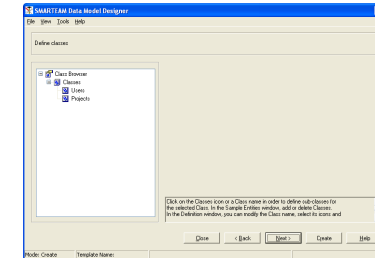 SMARTEAM Data Model Designer
File View Tools Help
Define classes
Class Browser
Classes
Users
Projects
Click on the Classes icon or a Class name in order to define sub-classes for
the selected Class. In the Sample Entities window, add or delete Classes.
In the Definition window, you can modify the Class name, select its icons and
Close < Back Next > Create Help
Mode: Create Template Name: